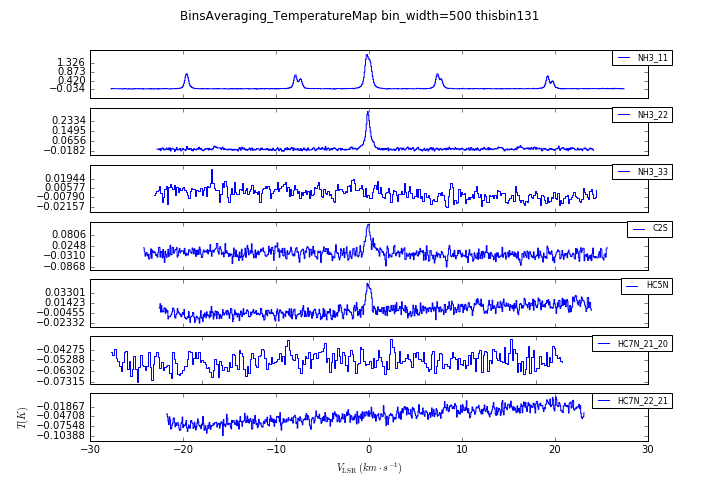 BinsAveraging_TemperatureMap bin_width=500 thisbin131
NH3_11
1.326
0.873
0.420
−0.034
NH3_22
0.2334
0.1495
0.0656
−0.0182
NH3_33
0.01944
0.00577
−0.00790
−0.02157
C2S
0.0806
0.0248
−0.0310
−0.0868
HC5N
0.03301
0.01423
−0.00455
−0.02332
HC7N_21_20
−0.04275
−0.05288
−0.06302
−0.07315
HC7N_22_21
−0.01867
−0.04708
−0.07548
−0.10388
T(K)
−30 −20 −10 0 10 20 30
V_LSR (km · s⁻¹)